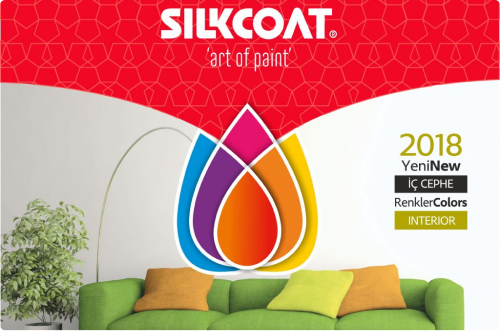 SILKCOAT®
'art of paint'
2018
YeniNew
İÇ CEPHE
RenklerColors
INTERIOR